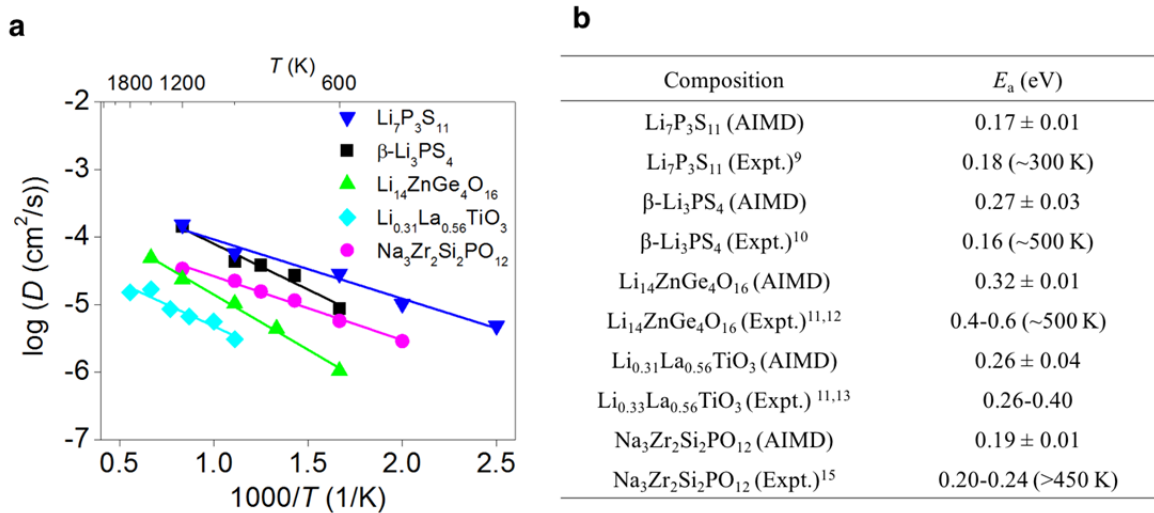 a
T (K)
1800 1200 600
-2
-3
-4
-5
-6
-7
log (D (cm²/s))
Li₇P₃S₁₁
β-Li₃PS₄
Li₁₄ZnGe₄O₁₆
Li₀.₃₁La₀.₅₆TiO₃
Na₃Zr₂Si₂PO₁₂
0.5 1.0 1.5 2.0 2.5
1000/T (1/K)
b
Composition Eₐ (eV)
Li₇P₃S₁₁ (AIMD) 0.17 ± 0.01
Li₇P₃S₁₁ (Expt.)⁹ 0.18 (~300 K)
β-Li₃PS₄ (AIMD) 0.27 ± 0.03
β-Li₃PS₄ (Expt.)¹⁰ 0.16 (~500 K)
Li₁₄ZnGe₄O₁₆ (AIMD) 0.32 ± 0.01
Li₁₄ZnGe₄O₁₆ (Expt.)¹¹,¹² 0.4-0.6 (~500 K)
Li₀.₃₁La₀.₅₆TiO₃ (AIMD) 0.26 ± 0.04
Li₀.₃₃La₀.₅₆TiO₃ (Expt.) ¹¹,¹³ 0.26-0.40
Na₃Zr₂Si₂PO₁₂ (AIMD) 0.19 ± 0.01
Na₃Zr₂Si₂PO₁₂ (Expt.)¹⁵ 0.20-0.24 (>450 K)